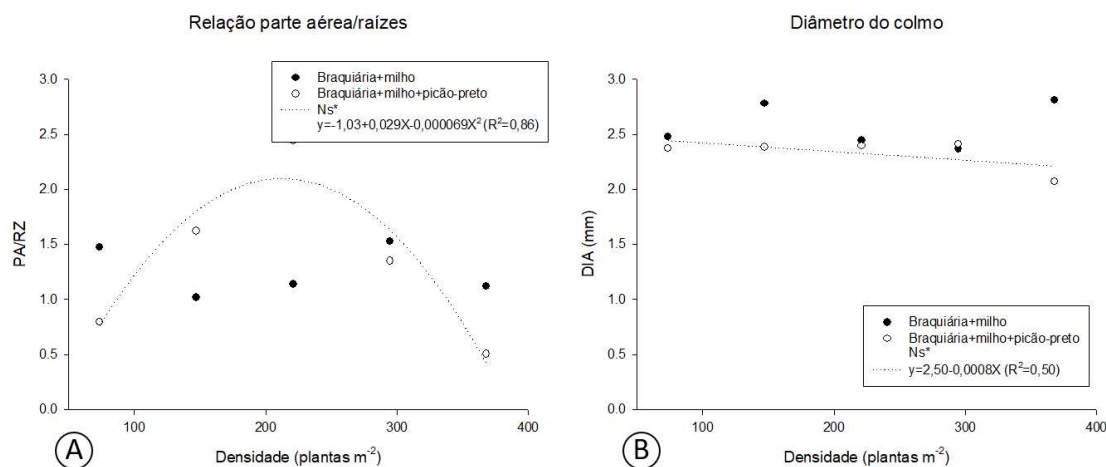 Relação parte aérea/raízes
Braquiária+milho
Braquiária+milho+picão-preto
Ns*
y=-1,03+0,029X-0,000069X² (R²=0,86)
3.0
2.5
2.0
1.5
1.0
0.5
0.0
PA/RZ
100
200
300
400
Densidade (plantas m⁻²)
A
Diâmetro do colmo
3.0
2.5
2.0
1.5
1.0
0.5
0.0
DIA (mm)
Braquiária+milho
Braquiária+milho+picão-preto
Ns*
y=2,50-0,0008X (R²=0,50)
100
200
300
400
Densidade (plantas m⁻²)
B